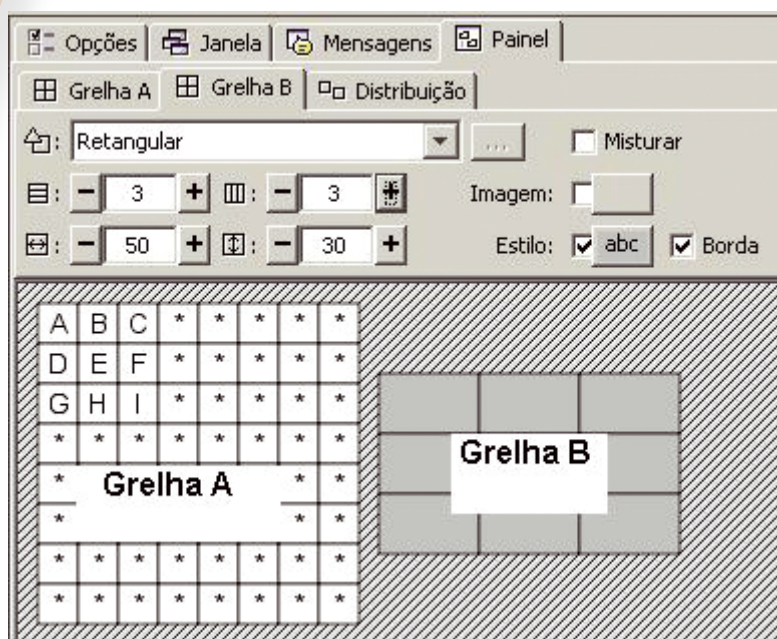 Opções Janela Mensagens Painel
Grelha A Grelha B Distribuição
: Retangular ... Misturar
: - 3 + : - 3 Imagem:
: - 50 + : - 30 + Estilo: abc Borda
A B C * * * * *
D E F * * * * *
G H I * * * * *
* * * * * * * *
* Grelha A * *
* * *
* * * * * * * *
* * * * * * * *
Grelha B